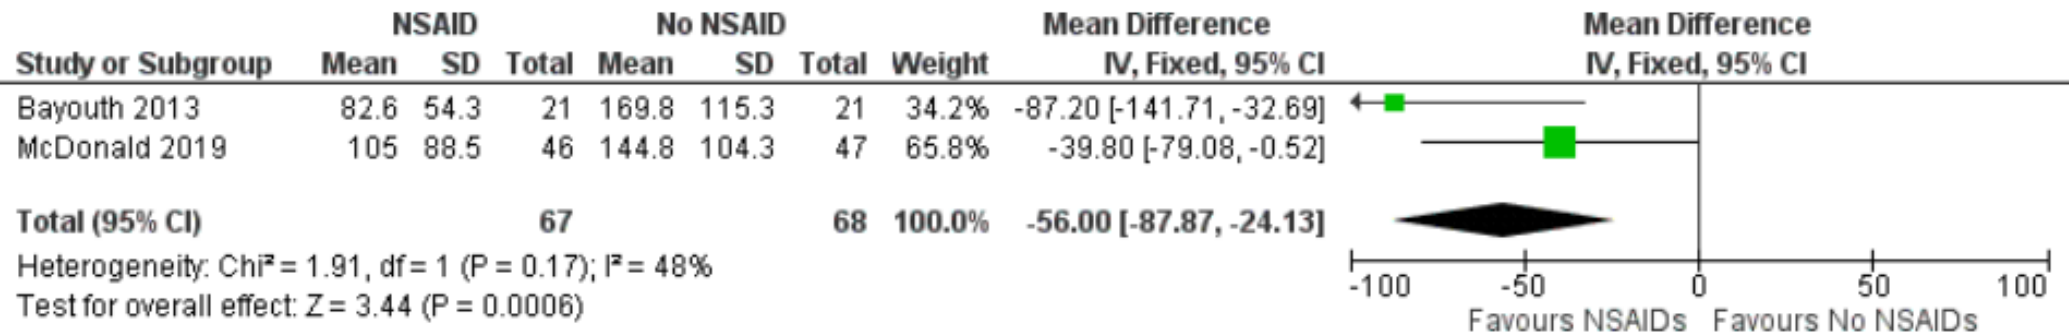 NSAID No NSAID Mean Difference Mean Difference
Study or Subgroup Mean SD Total Mean SD Total Weight IV, Fixed, 95% CI IV, Fixed, 95% CI
Bayouth 2013 82.6 54.3 21 169.8 115.3 21 34.2% -87.20 [-141.71, -32.69]
McDonald 2019 105 88.5 46 144.8 104.3 47 65.8% -39.80 [-79.08, -0.52]
Total (95% CI) 67 68 100.0% -56.00 [-87.87, -24.13]
Heterogeneity: Chi² = 1.91, df = 1 (P = 0.17); I² = 48%
Test for overall effect: Z = 3.44 (P = 0.0006)
-100 -50 0 50 100
Favours NSAIDs Favours No NSAIDs